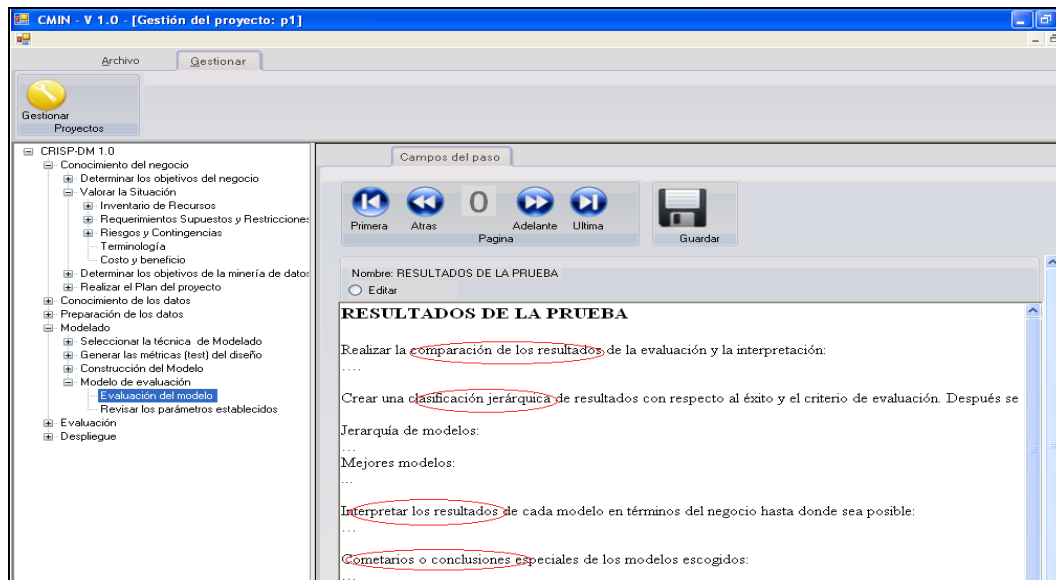 CMIN - V 1.0 - [Gestión del proyecto: p1]
Archivo Gestionar
Gestionar
Proyectos
CRISP-DM 1.0
Conocimiento del negocio
Determinar los objetivos del negocio
Valorar la Situación
Inventario de Recursos
Requerimientos Supuestos y Restricciones
Riesgos y Contingencias
Terminología
Costo y beneficio
Determinar los objetivos de la minería de datos
Realizar el Plan del proyecto
Conocimiento de los datos
Preparación de los datos
Modelado
Seleccionar la técnica de Modelado
Generar las métricas (test) del diseño
Construcción del Modelo
Modelo de evaluación
Evaluación del modelo
Revisar los parámetros establecidos
Evaluación
Despliegue
Campos del paso
0
Primera Atras Adelante Ultima
Pagina
Guardar
Nombre: RESULTADOS DE LA PRUEBA
Editar
RESULTADOS DE LA PRUEBA
Realizar la comparación de los resultados de la evaluación y la interpretación:
....
Crear una clasificación jerárquica de resultados con respecto al éxito y el criterio de evaluación. Después se
Jerarquía de modelos:
...
Mejores modelos:
...
Interpretar los resultados de cada modelo en términos del negocio hasta donde sea posible:
...
Cometarios o conclusiones especiales de los modelos escogidos:
...